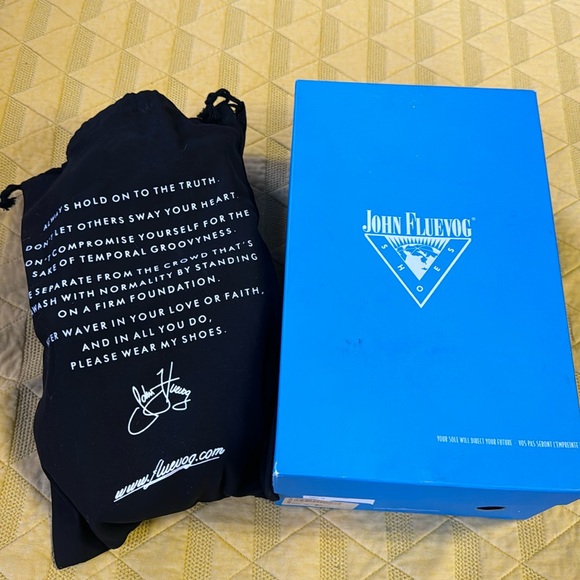 ALWAYS HOLD ON TO THE TRUTH.
DON'T LET OTHERS SWAY YOUR HEART.
N'T COMPROMISE YOURSELF FOR THE
SAKE OF TEMPORAL GROOVYNESS.
E SEPARATE FROM THE CROWD THAT'S
WASH WITH NORMALITY BY STANDING
ON A FIRM FOUNDATION.
ER WAVER IN YOUR LOVE OR FAITH,
AND IN ALL YOU DO,
PLEASE WEAR MY SHOES.
John Fluevog
www.fluevog.com
JOHN FLUEVOG®
SHOES
YOUR SOLE WILL DIRECT YOUR FUTURE - VOS PAS SERONT L'EMPREINTE